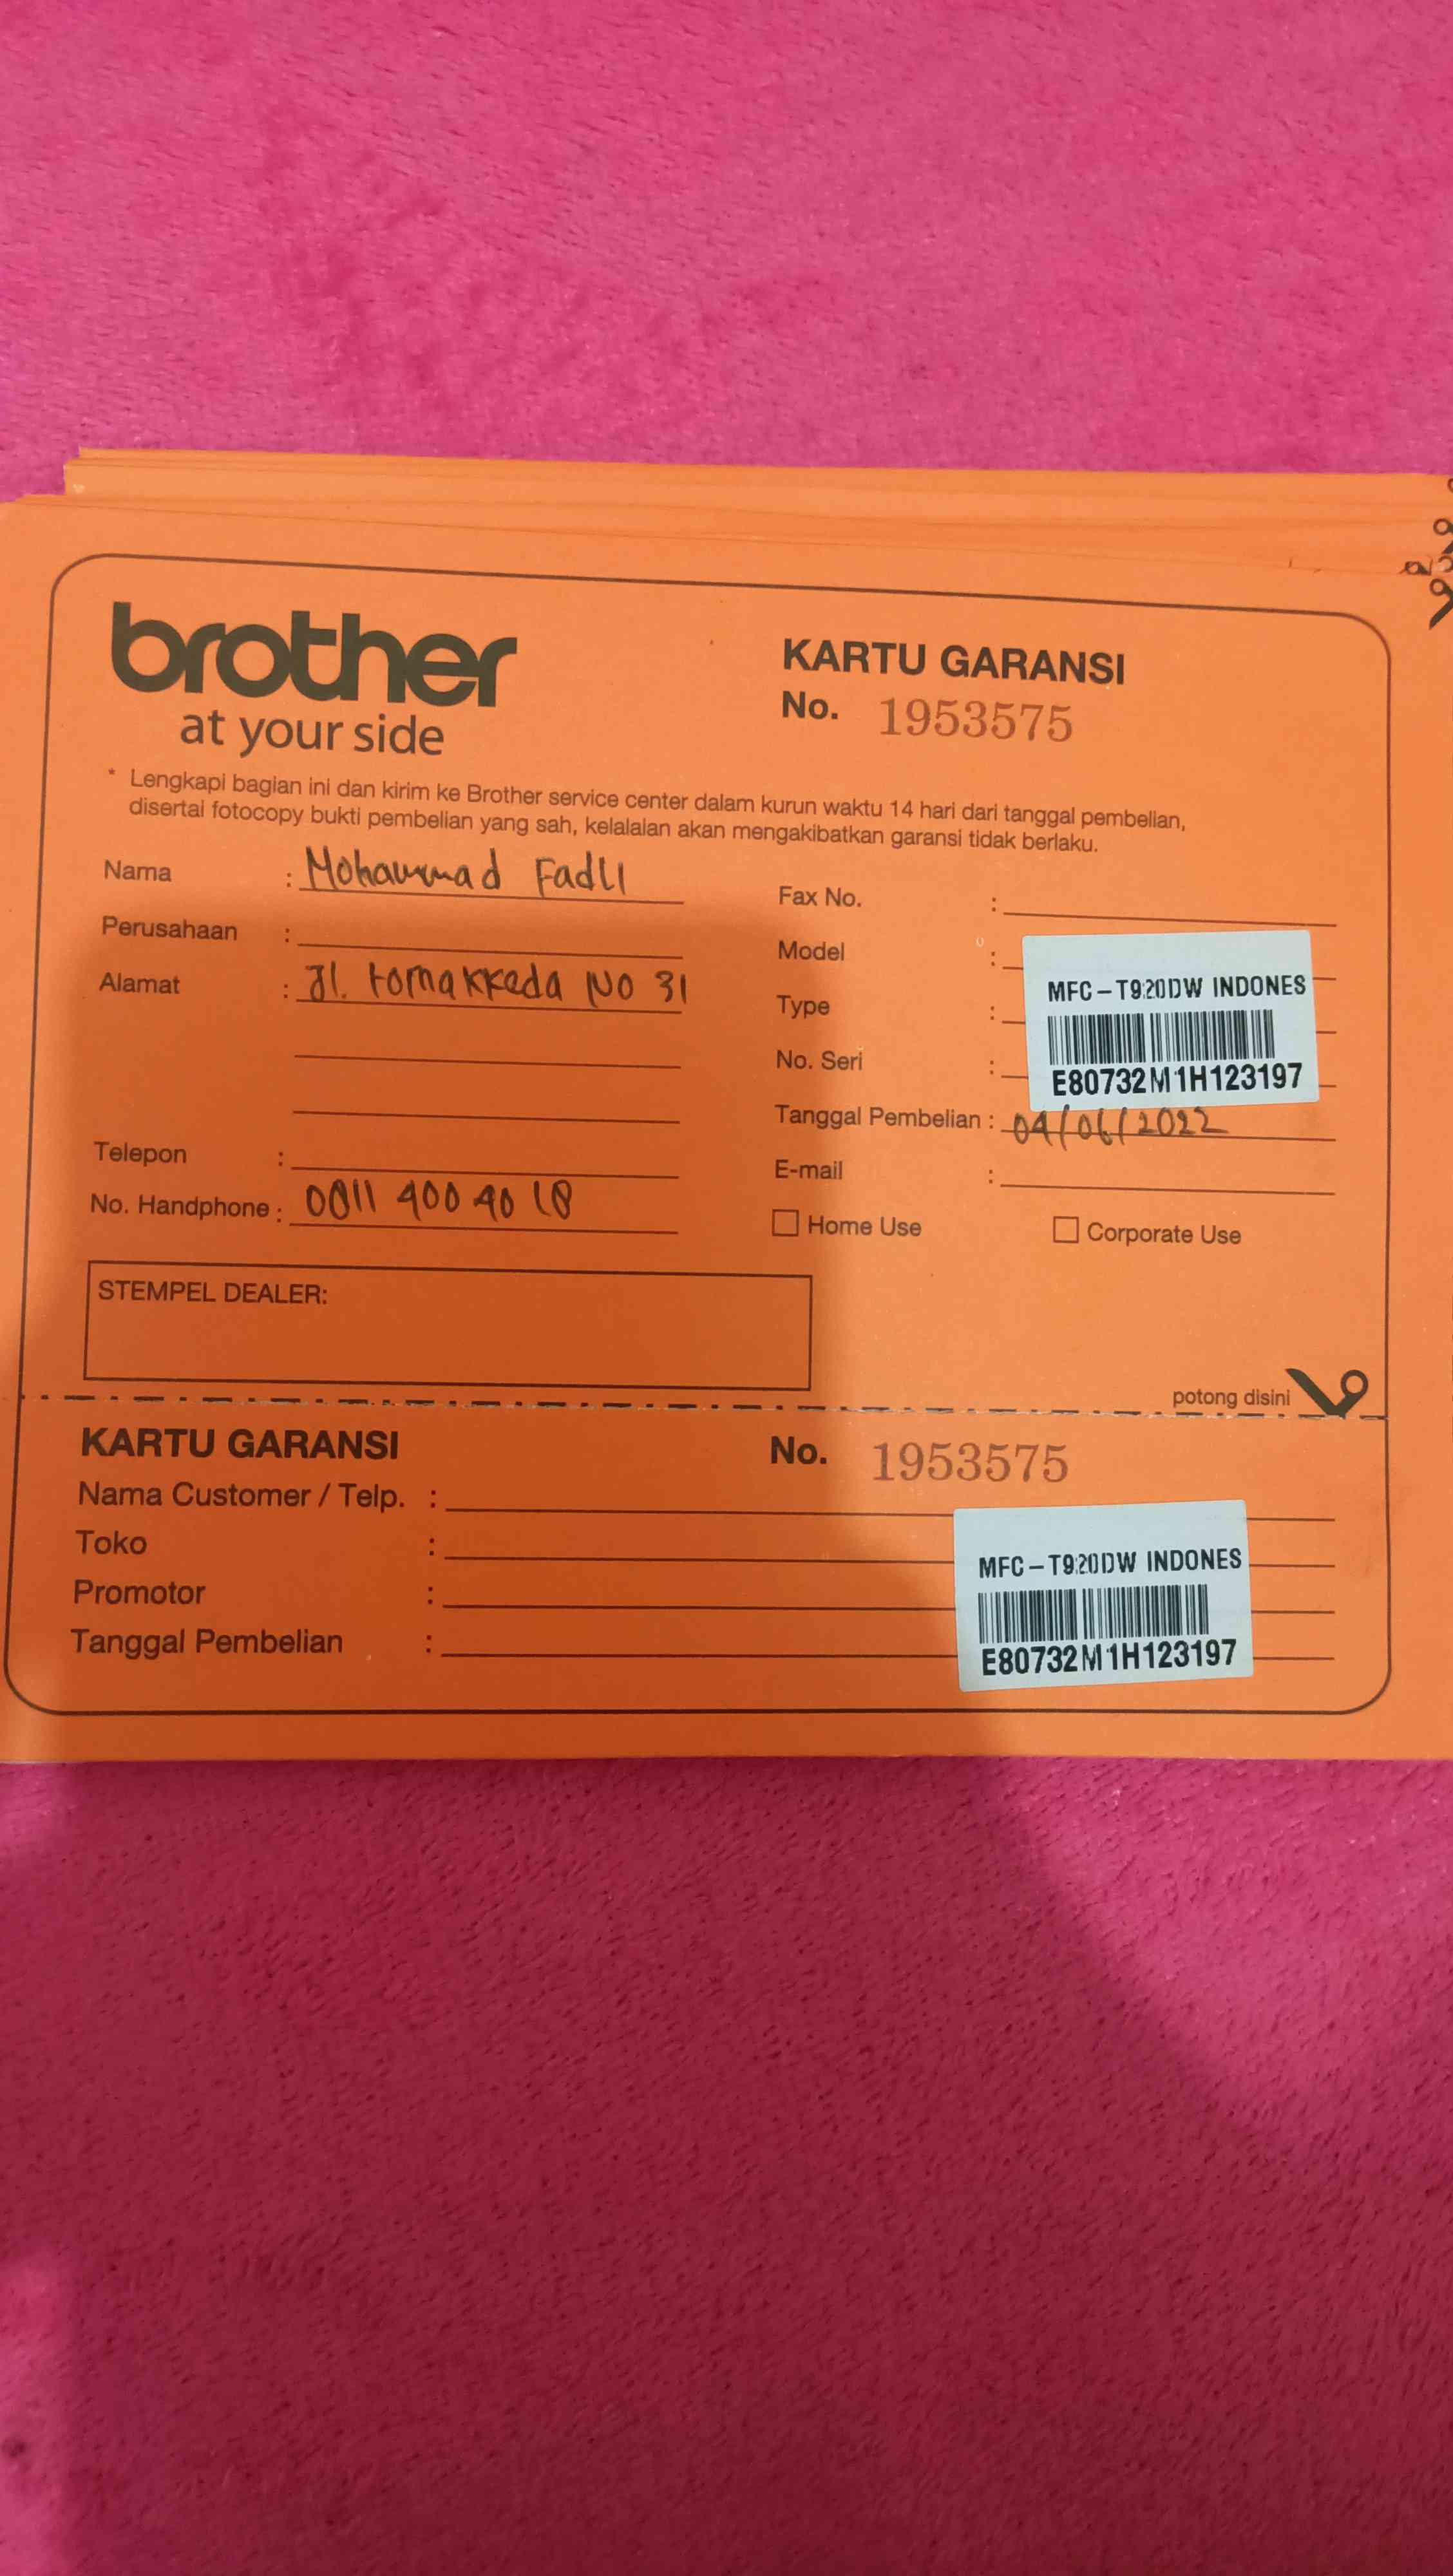 brother
at your side
KARTU GARANSI
No. 1953575
* Lengkapi bagian ini dan kirim ke Brother service center dalam kurun waktu 14 hari dari tanggal pembelian,
disertai fotocopy bukti pembelian yang sah, kelalaian akan mengakibatkan garansi tidak berlaku.
Nama : Mohammad Fadli
Perusahaan :
Alamat : Jl. tomakkeda NO 31
Telepon :
No. Handphone : 0811 400 40 18
Fax No. :
Model :
Type :
No. Seri :
MFC-T920DW INDONES
E80732M1H123197
Tanggal Pembelian : 04/06/2022
E-mail :
Home Use
Corporate Use
STEMPEL DEALER:
potong disini
KARTU GARANSI
No. 1953575
Nama Customer / Telp. :
Toko :
Promotor :
Tanggal Pembelian :
MFC-T920DW INDONES
E80732M1H123197